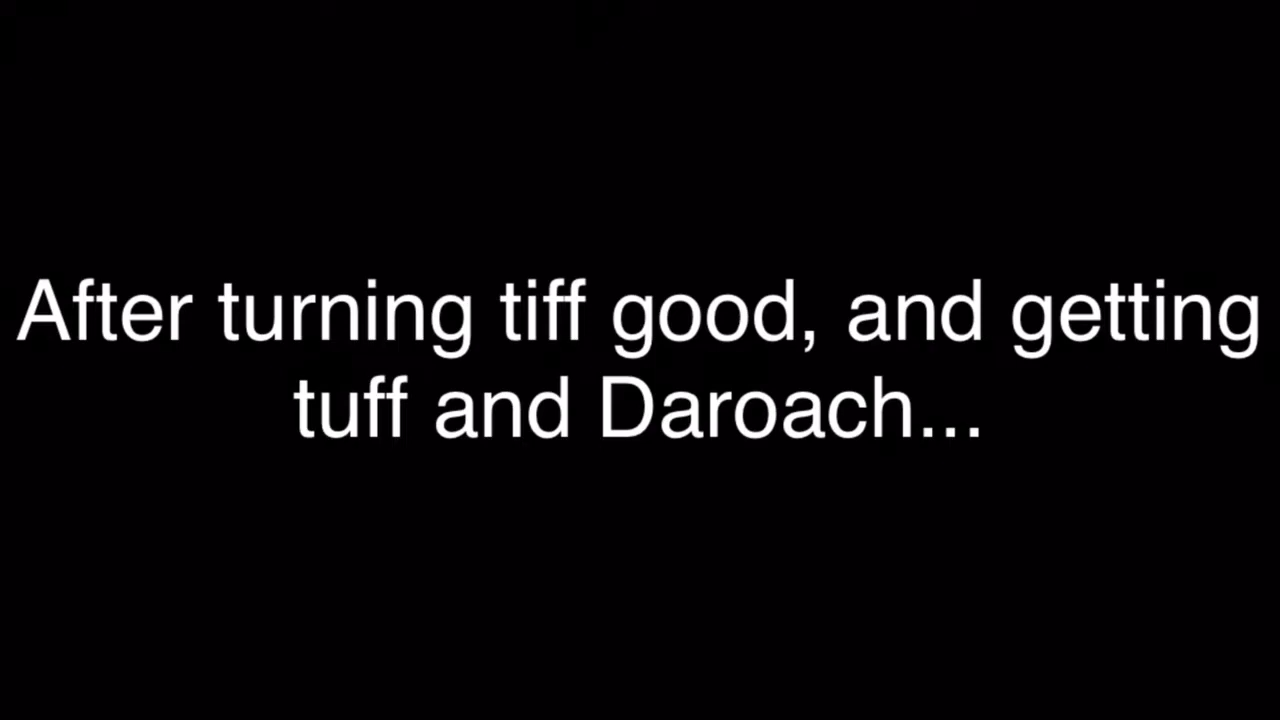 After turning tiff good, and getting
tuff and Daroach...